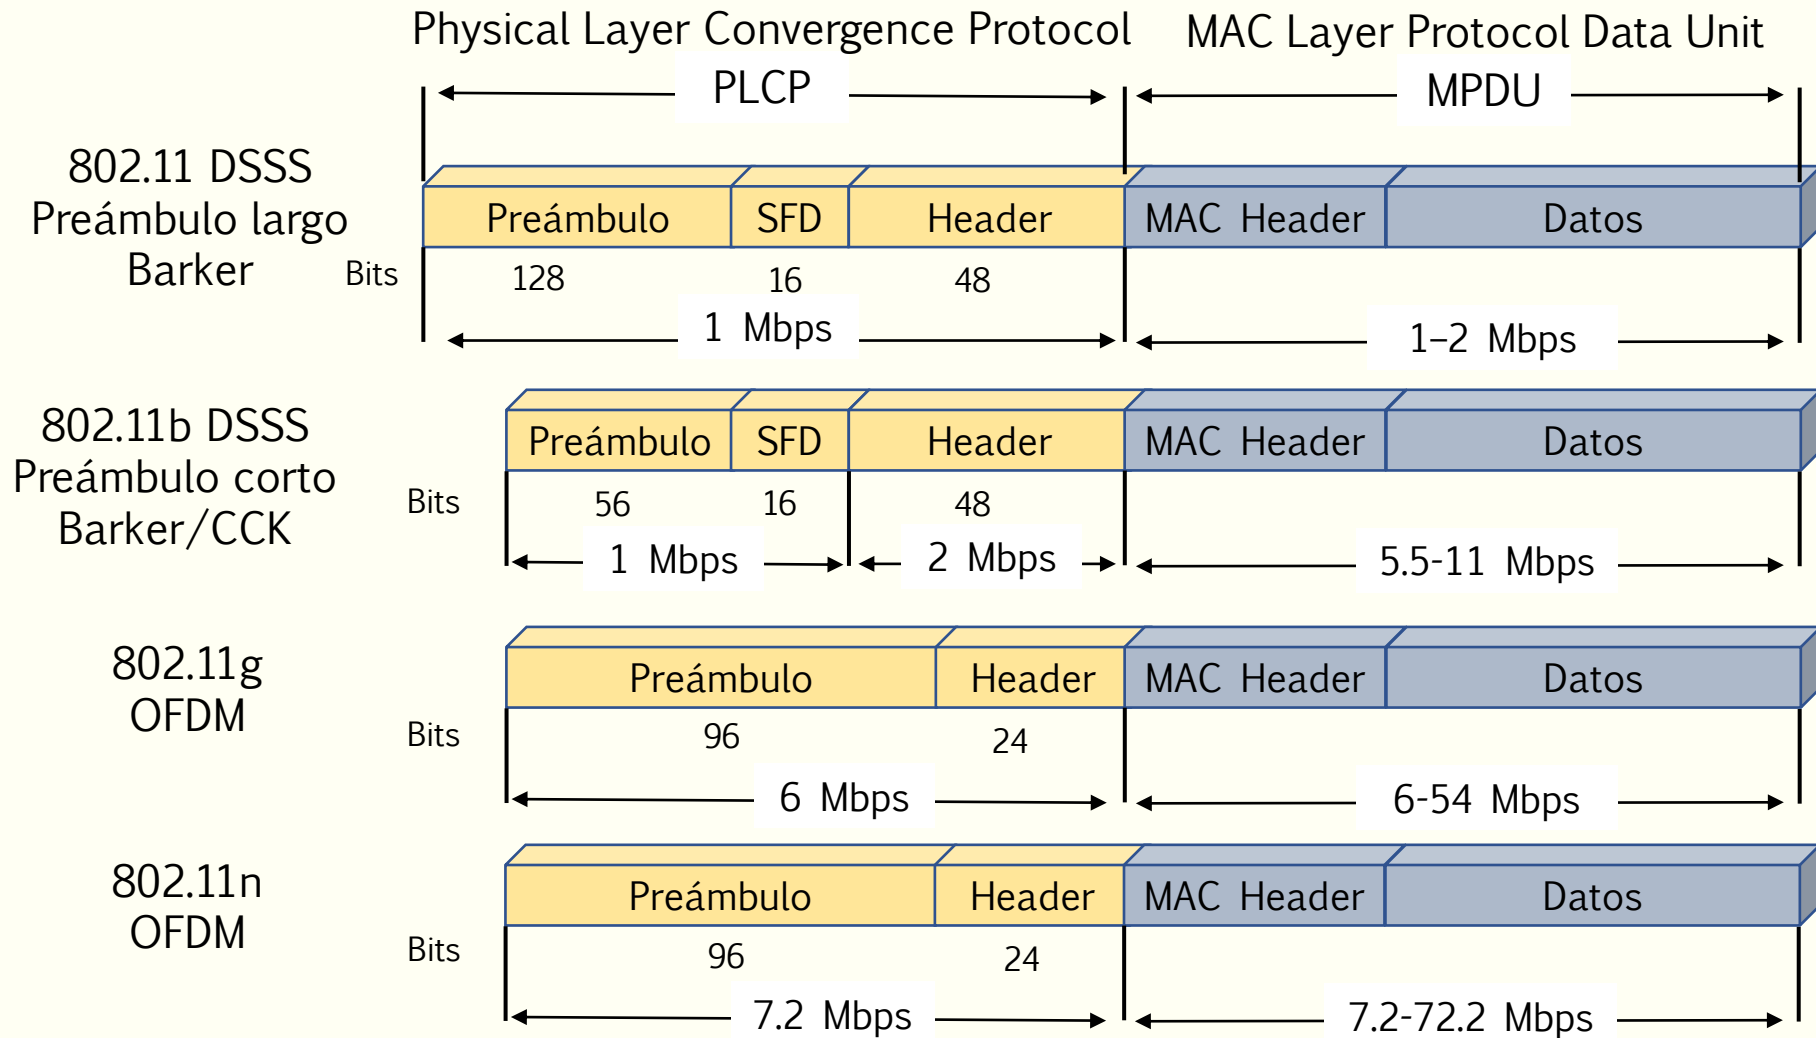 Physical Layer Convergence Protocol MAC Layer Protocol Data Unit
PLCP MPDU
802.11 DSSS
Preámbulo largo
Barker
Preámbulo SFD Header MAC Header Datos
Bits 128 16 48
1 Mbps 1–2 Mbps
802.11b DSSS
Preámbulo corto
Barker/CCK
Preámbulo SFD Header MAC Header Datos
Bits 56 16 48
1 Mbps 2 Mbps 5.5-11 Mbps
802.11g
OFDM
Preámbulo Header MAC Header Datos
Bits 96 24
6 Mbps 6-54 Mbps
802.11n
OFDM
Preámbulo Header MAC Header Datos
Bits 96 24
7.2 Mbps 7.2-72.2 Mbps